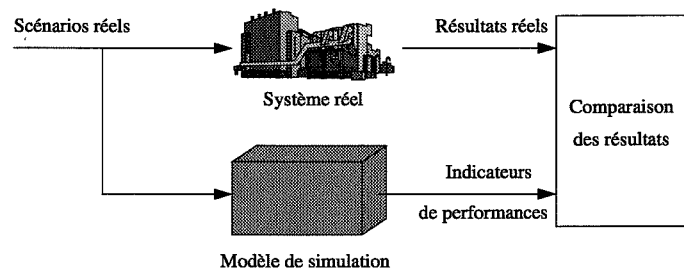 Scénarios réels
Résultats réels
Système réel
Comparaison
des résultats
Indicateurs
de performances
Modèle de simulation